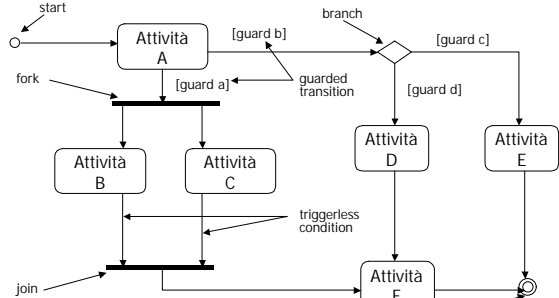 start
branch
Attività
A
[guard b]
[guard c]
fork
[guard a]
guarded
transition
[guard d]
Attività
B
Attività
C
Attività
D
Attività
E
triggerless
condition
join
Attività